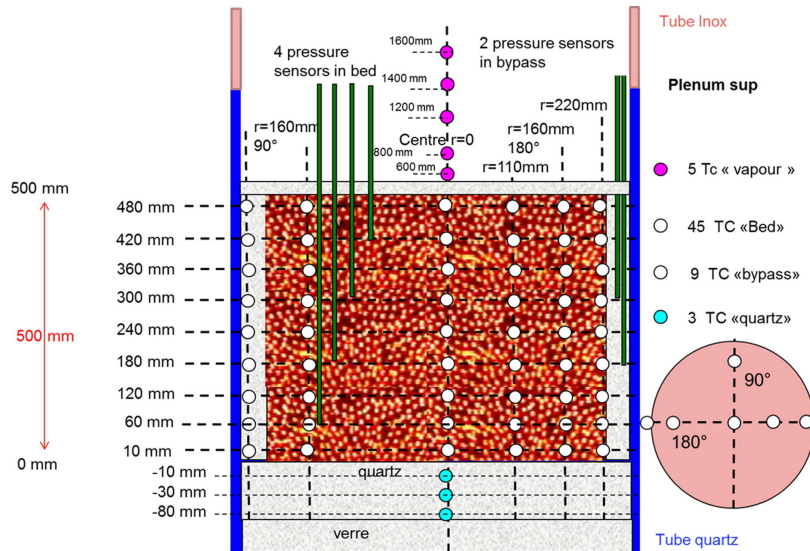 Tube Inox
1600mm
4 pressure
sensors in bed
2 pressure sensors
in bypass
1400 mm
1200 mm
Plenum sup
r=220mm
r=160mm
90°
Centre r=0
r=160mm
180°
800 mm
r=110mm
600 mm
5 Tc « vapour »
500 mm
480 mm
45 TC «Bed»
420 mm
360 mm
9 TC «bypass»
300 mm
500 mm
240 mm
3 TC «quartz»
180 mm
120 mm
90°
60 mm
180°
10 mm
0 mm
quartz
-10 mm
-30 mm
-80 mm
verre
Tube quartz